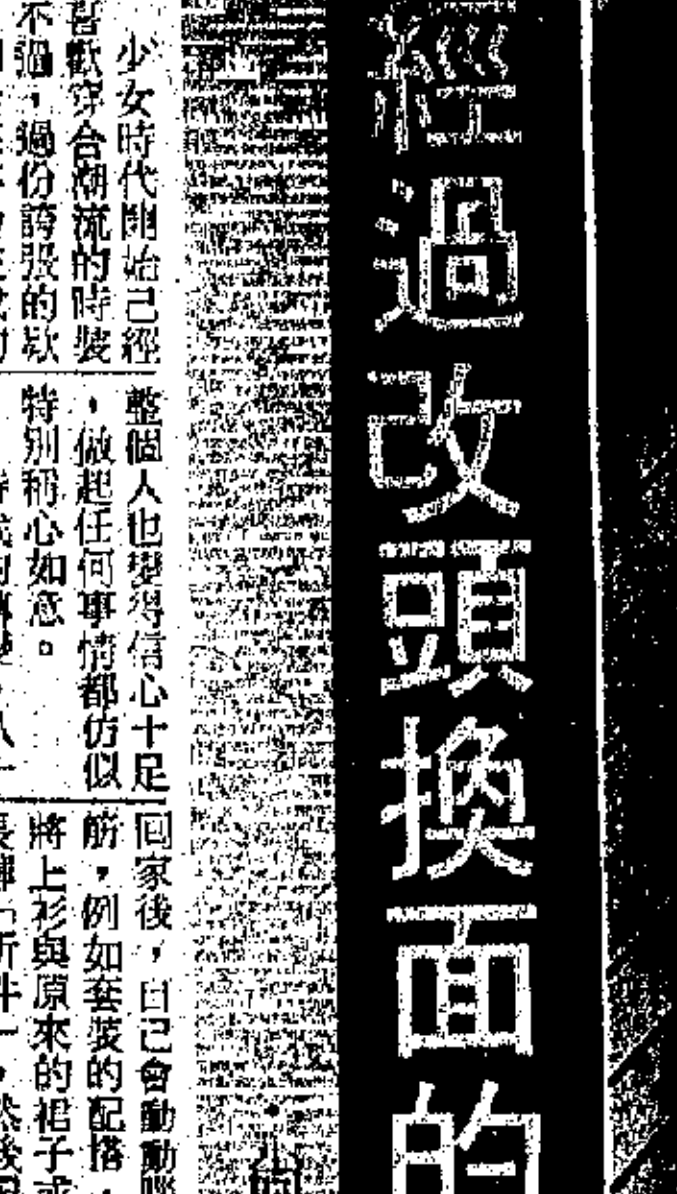 經過改頭換面的
少女時代開始已經
喜歡穿合潮流的時裝
不過，過份誇張的款
整個人也變得信心十足
，做起任何事情都仿似
特別稱心如意。
回家後，自己會動動腦
筋，例如套裝的配搭，
將上衫與原來的裙子或